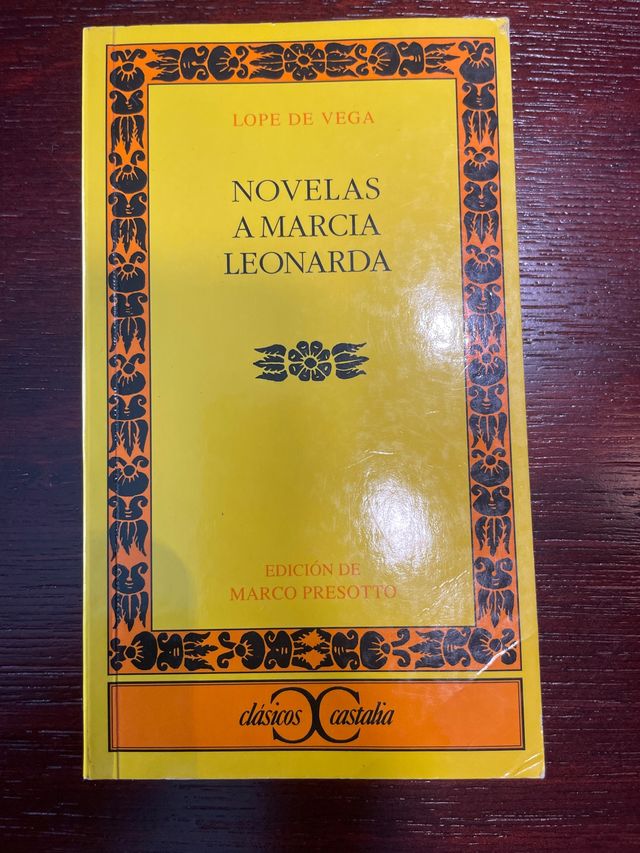 LOPE DE VEGA
NOVELAS
A MARCIA
LEONARDA
EDICIÓN DE
MARCO PRESOTTO
clásicos castalia